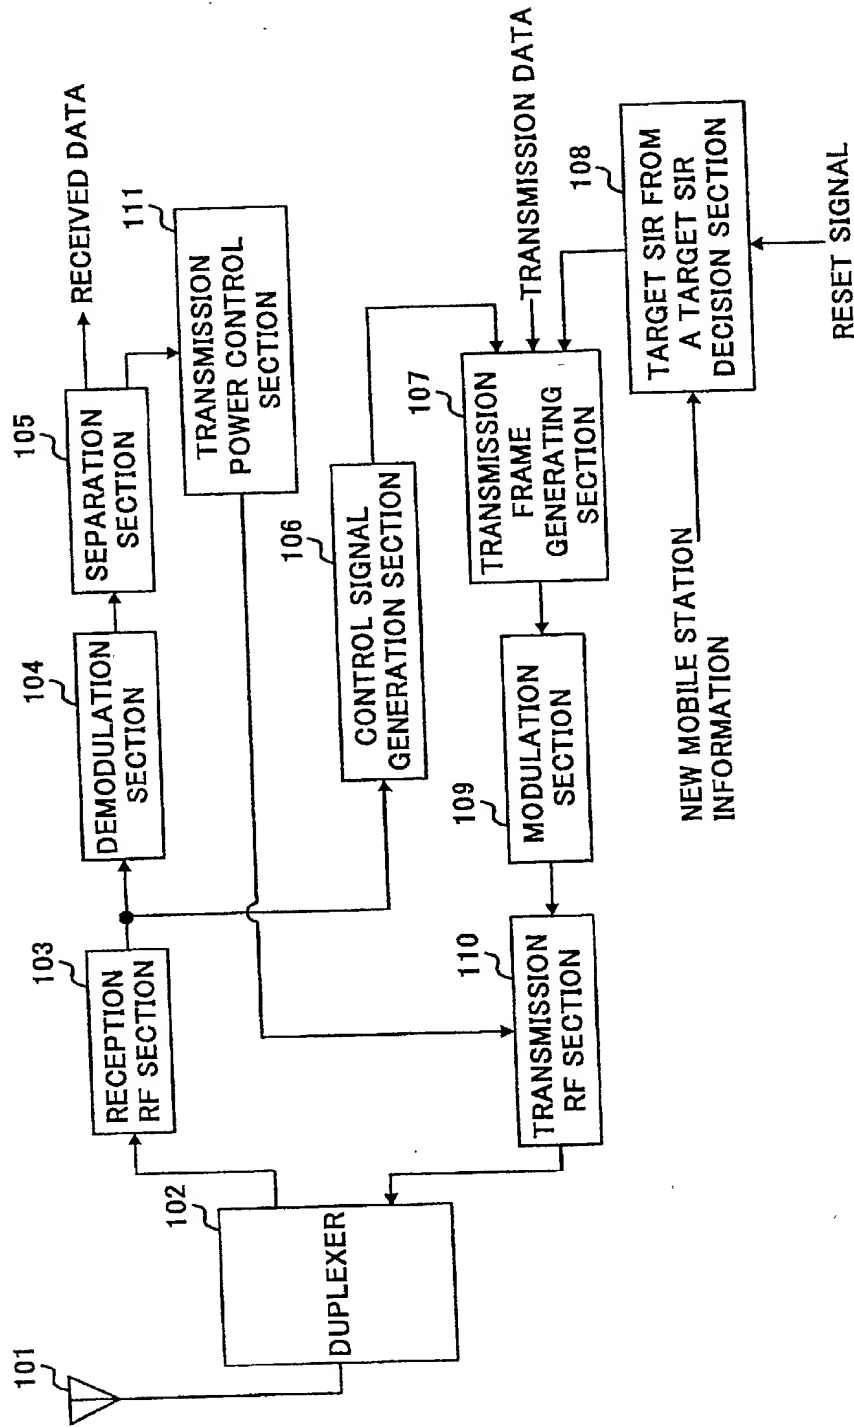 101
102
DUPLEXER
103
RECEPTION
RF SECTION
104
DEMODULATION
SECTION
105
SEPARATION
SECTION
RECEIVED DATA
111
TRANSMISSION
POWER CONTROL
SECTION
106
CONTROL SIGNAL
GENERATION SECTION
107
TRANSMISSION
FRAME
GENERATING
SECTION
TRANSMISSION DATA
108
TARGET SIR FROM
A TARGET SIR
DECISION SECTION
RESET SIGNAL
NEW MOBILE STATION
INFORMATION
109
MODULATION
SECTION
110
TRANSMISSION
RF SECTION